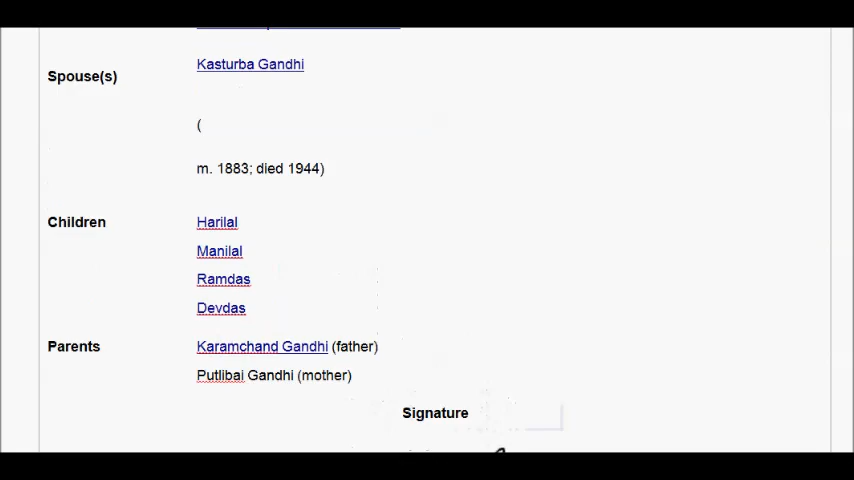 Kasturba Gandhi
Spouse(s)
(
m. 1883; died 1944)
Children
Harilal
Manilal
Ramdas
Devdas
Parents
Karamchand Gandhi (father)
Putlibai Gandhi (mother)
Signature